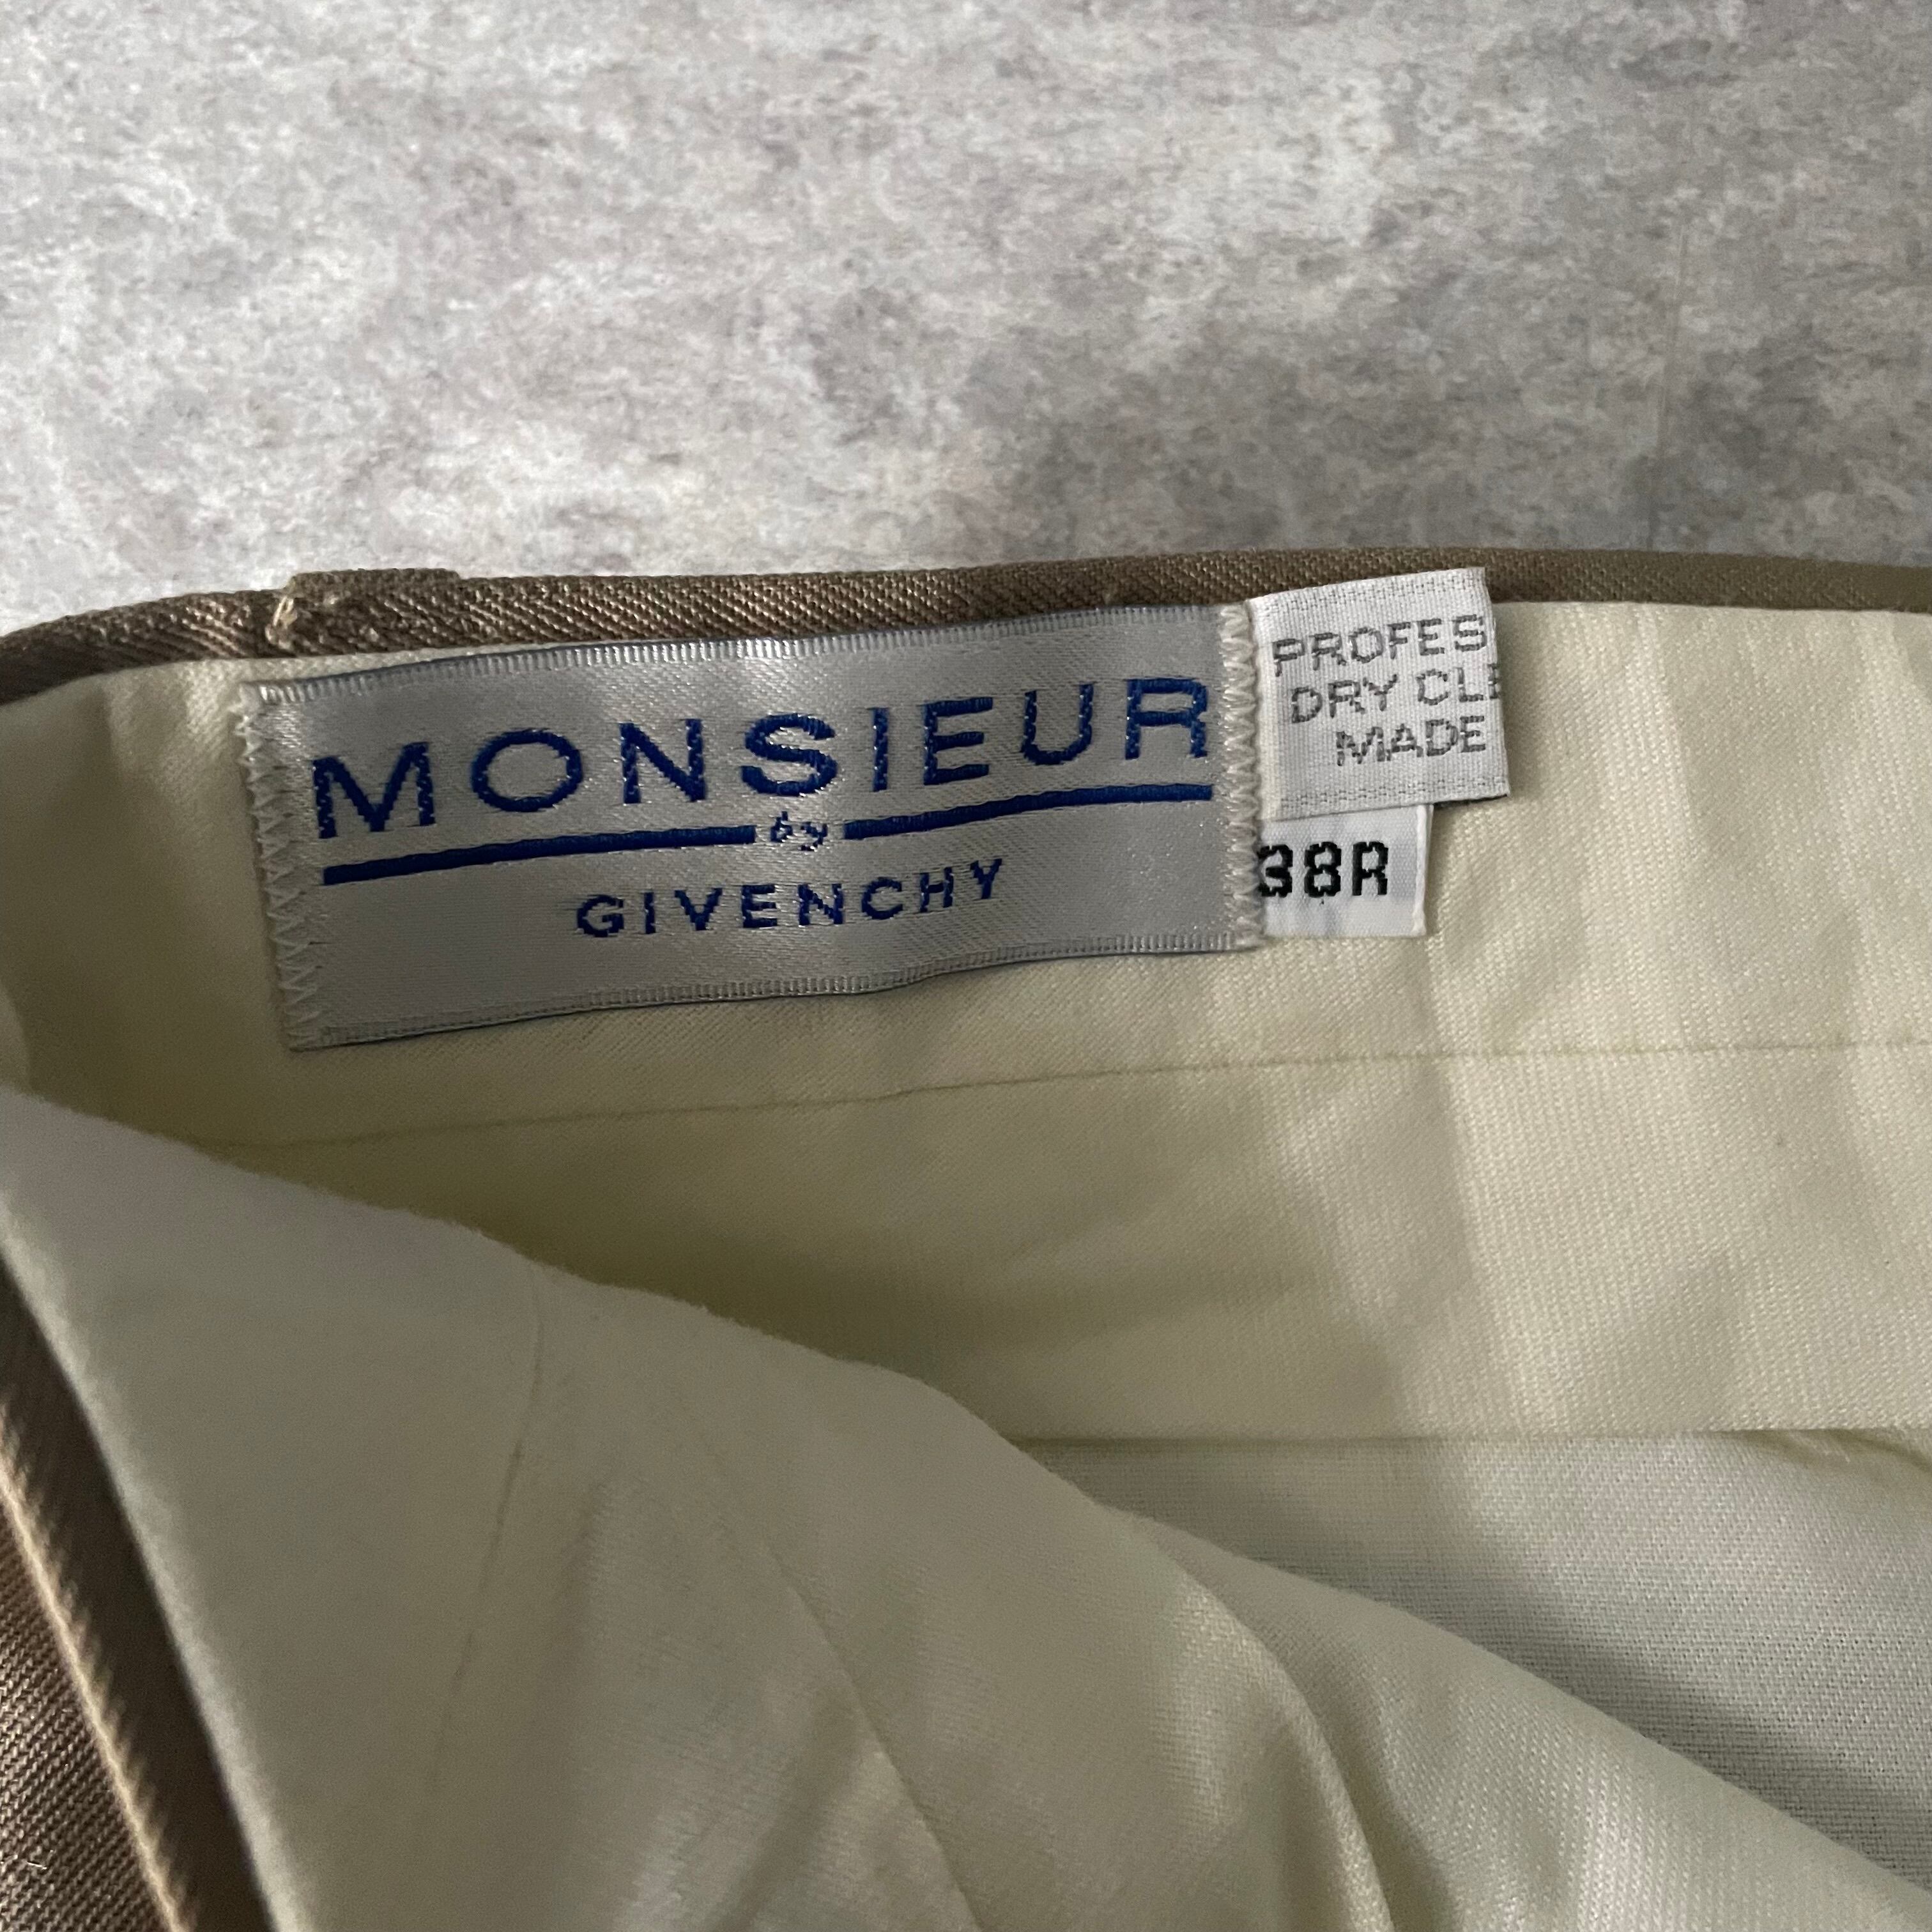 MONSIEUR
by
GIVENCHY
PROFES
DRY CLE
MADE
38R